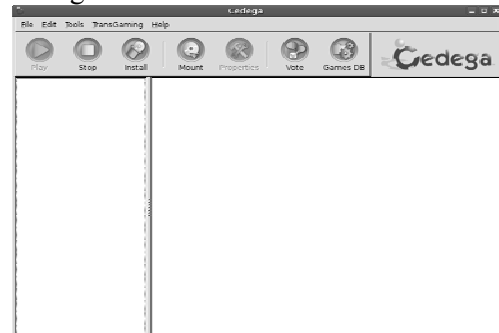 Cedega
File Edit Tools TransGaming Help
Play Stop Install Mount Properties Vote Games DB
Cedega